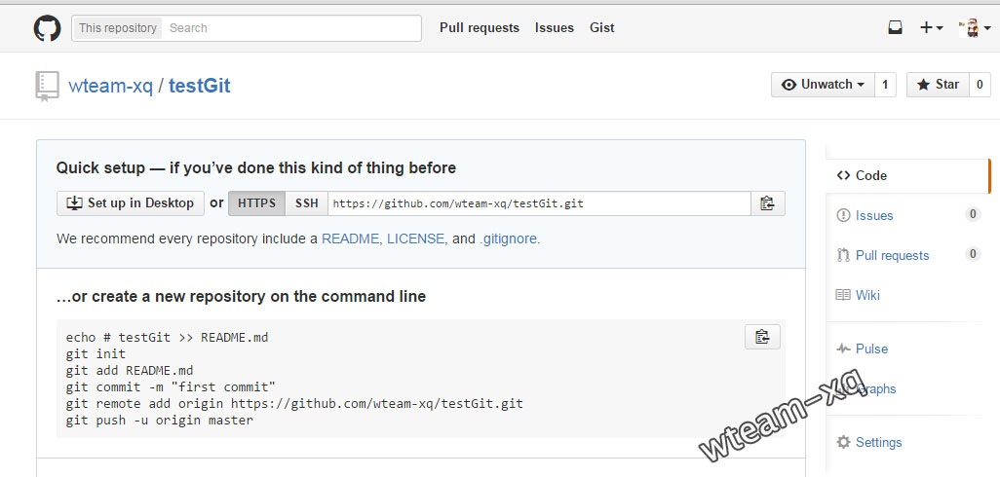 This repository Search Pull requests Issues Gist
wteam-xq / testGit Unwatch 1 Star 0
Quick setup — if you’ve done this kind of thing before
Set up in Desktop or HTTPS SSH https://github.com/wteam-xq/testGit.git
We recommend every repository include a README, LICENSE, and .gitignore.
…or create a new repository on the command line
echo # testGit >> README.md
git init
git add README.md
git commit -m "first commit"
git remote add origin https://github.com/wteam-xq/testGit.git
git push -u origin master
Code
Issues 0
Pull requests 0
Wiki
Pulse
Graphs
Settings
wteam-xq